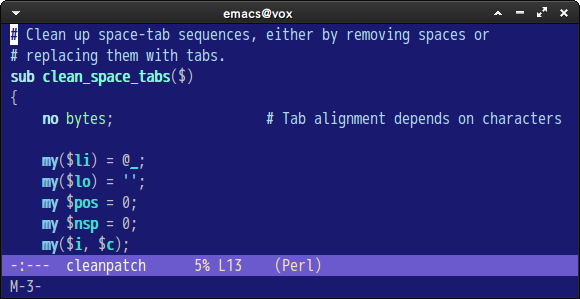 emacs@vox
# Clean up space-tab sequences, either by removing spaces or
# replacing them with tabs.
sub clean_space_tabs($)
{
    no bytes;                   # Tab alignment depends on characters

    my($li) = @_;
    my($lo) = '';
    my $pos = 0;
    my $nsp = 0;
    my($i, $c);
-:---  cleanpatch      5% L13    (Perl)
M-3-